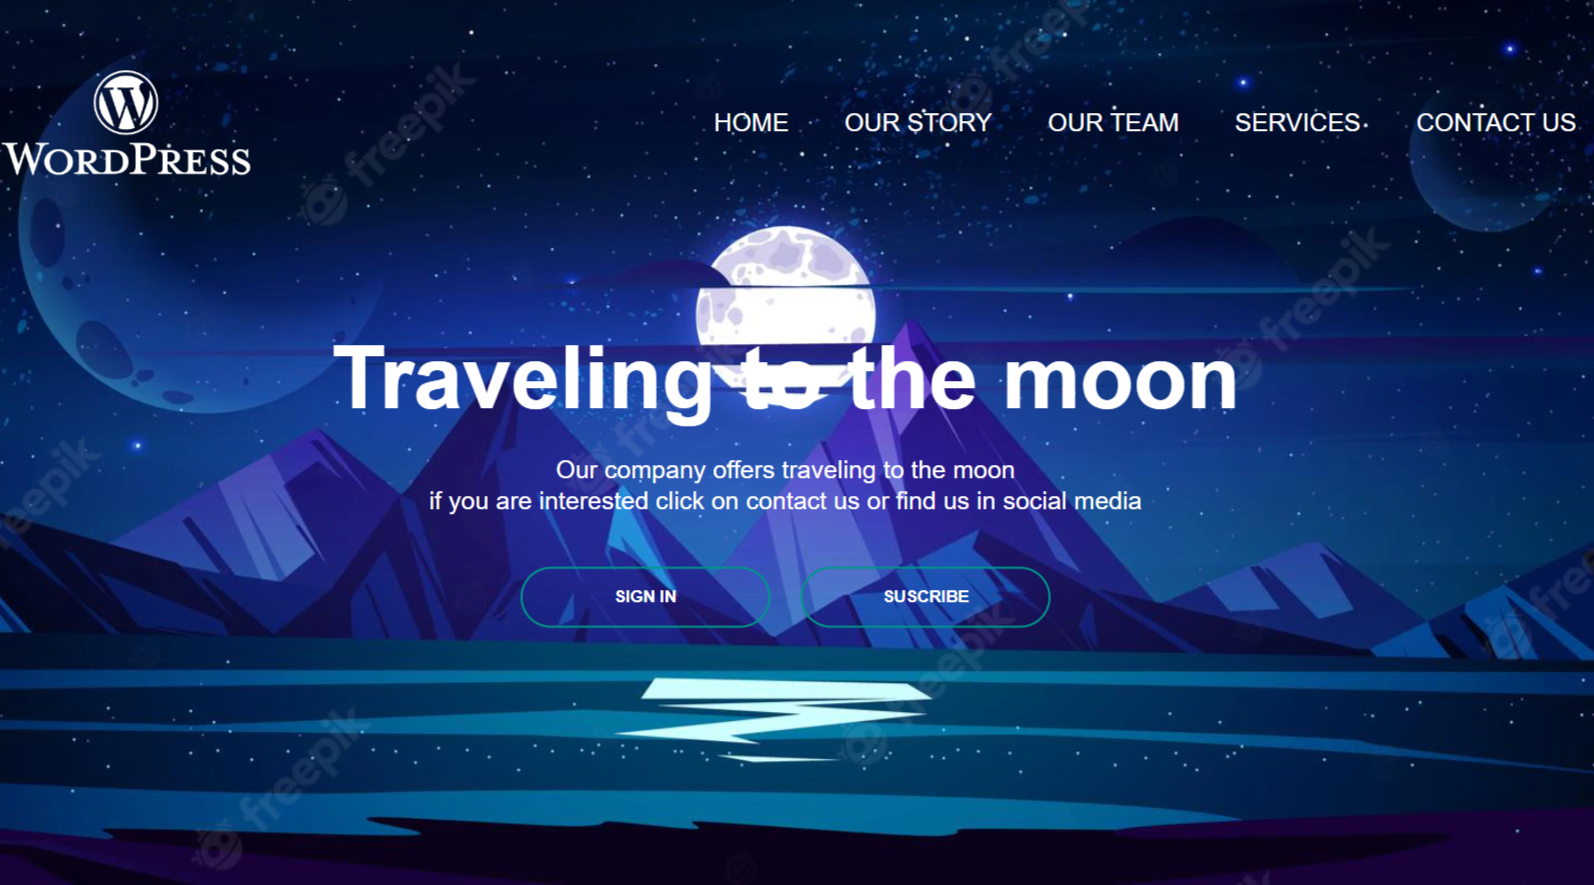 WORDPRESS
HOME OUR STORY OUR TEAM SERVICES CONTACT US
Traveling to the moon
Our company offers traveling to the moon
if you are interested click on contact us or find us in social media
SIGN IN SUSCRIBE
freepik
freepik
freepik
freepik
freepik
freepik
freepik